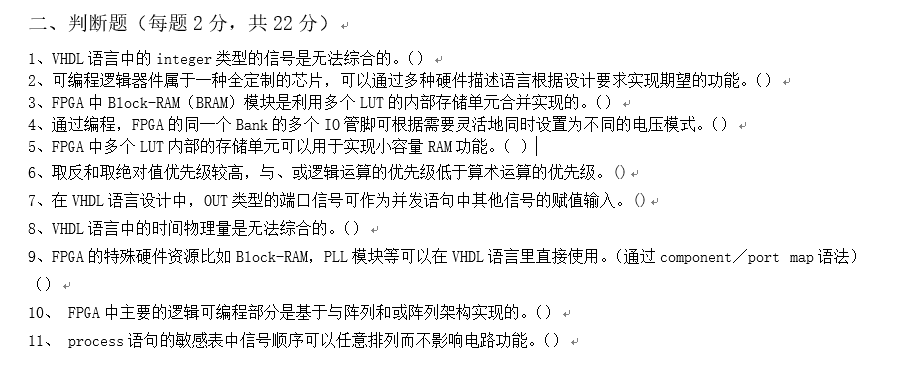 二、判断题（每题 2 分，共 22 分）
1、VHDL 语言中的 integer 类型的信号是无法综合的。（）
2、可编程逻辑器件属于一种全定制的芯片，可以通过多种硬件描述语言根据设计要求实现期望的功能。（）
3、FPGA 中 Block-RAM（BRAM）模块是利用多个 LUT 的内部存储单元合并实现的。（）
4、通过编程，FPGA 的同一个 Bank 的多个 IO 管脚可根据需要灵活地同时设置为不同的电压模式。（）
5、FPGA 中多个 LUT 内部的存储单元可以用于实现小容量 RAM 功能。（ ）
6、取反和取绝对值优先级较高，与、或逻辑运算的优先级低于算术运算的优先级。()
7、在 VHDL 语言设计中，OUT 类型的端口信号可作为并发语句中其他信号的赋值输入。()
8、VHDL 语言中的时间物理量是无法综合的。（）
9、FPGA 的特殊硬件资源比如 Block-RAM，PLL 模块等可以在 VHDL 语言里直接使用。（通过 component／port map 语法）
（）
10、 FPGA 中主要的逻辑可编程部分是基于与阵列和或阵列架构实现的。（）
11、 process 语句的敏感表中信号顺序可以任意排列而不影响电路功能。（）